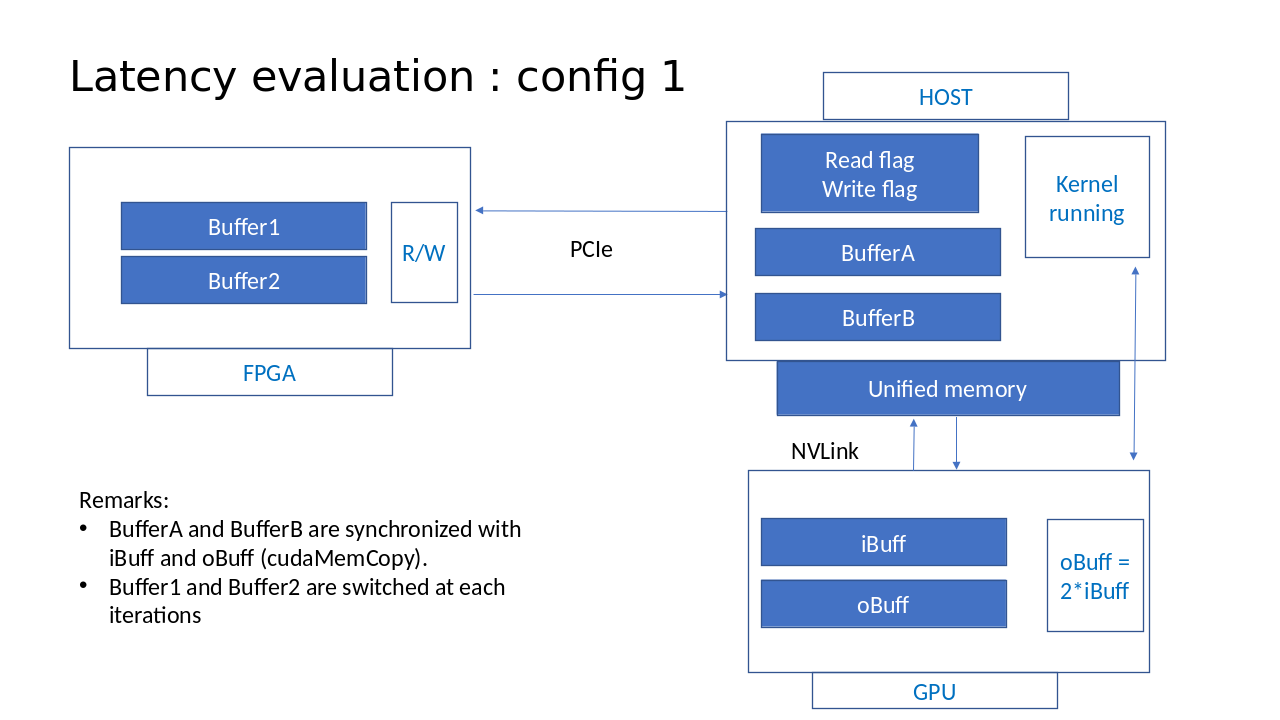 Latency evaluation : config 1
HOST
Read flag
Write flag
Kernel
running
Buffer1
Buffer2
R/W
PCIe
BufferA
BufferB
FPGA
Unified memory
NVLink
Remarks:
• BufferA and BufferB are synchronized with
iBuff and oBuff (cudaMemCopy).
• Buffer1 and Buffer2 are switched at each
iterations
iBuff
oBuff
oBuff =
2*iBuff
GPU